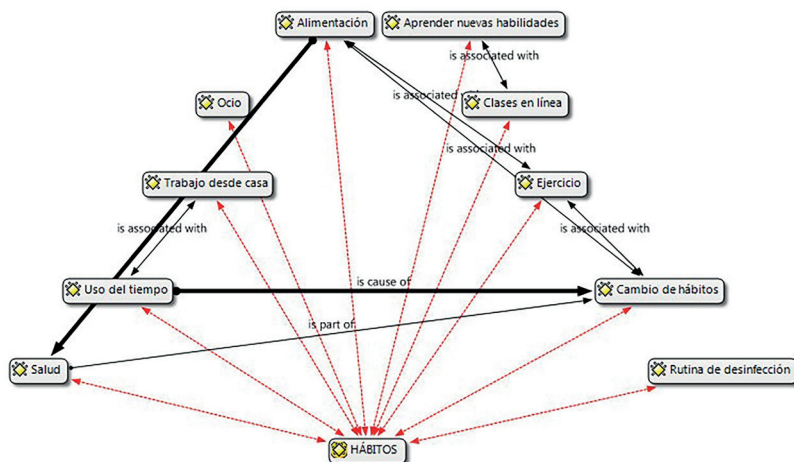 Alimentación
Aprender nuevas habilidades
is associated with
is associated with
Ocio
Clases en línea
is associated with
Trabajo desde casa
Ejercicio
is associated with
is associated with
is cause of
Uso del tiempo
Cambio de hábitos
is part of
Salud
Rutina de desinfección
HÁBITOS